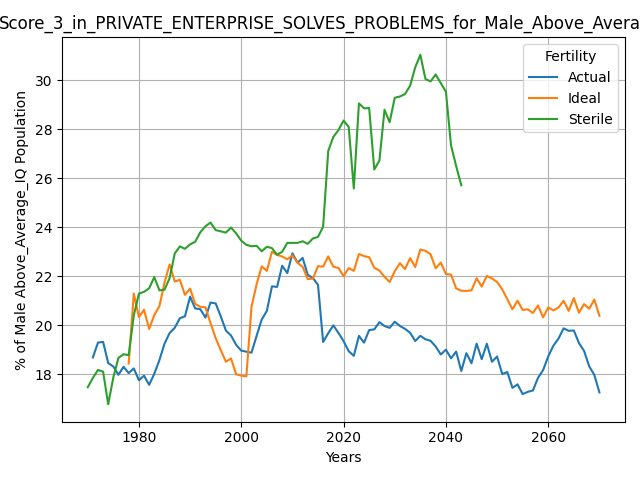 Score_3_in_PRIVATE_ENTERPRISE_SOLVES_PROBLEMS_for_Male_Above_Avera
Fertility
Actual
Ideal
Sterile
% of Male Above_Average_IQ Population
30
28
26
24
22
20
18
1980 2000 2020 2040 2060
Years